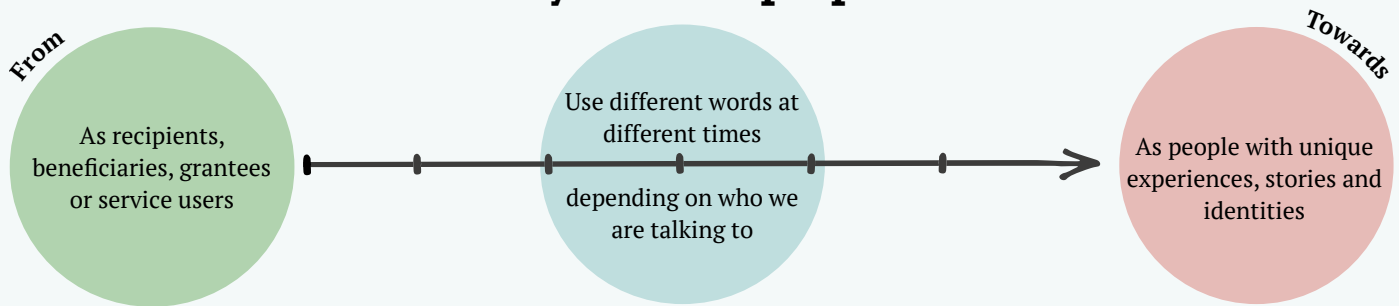 From
As recipients,
beneficiaries, grantees
or service users
Use different words at
different times
depending on who we
are talking to
Towards
As people with unique
experiences, stories and
identities